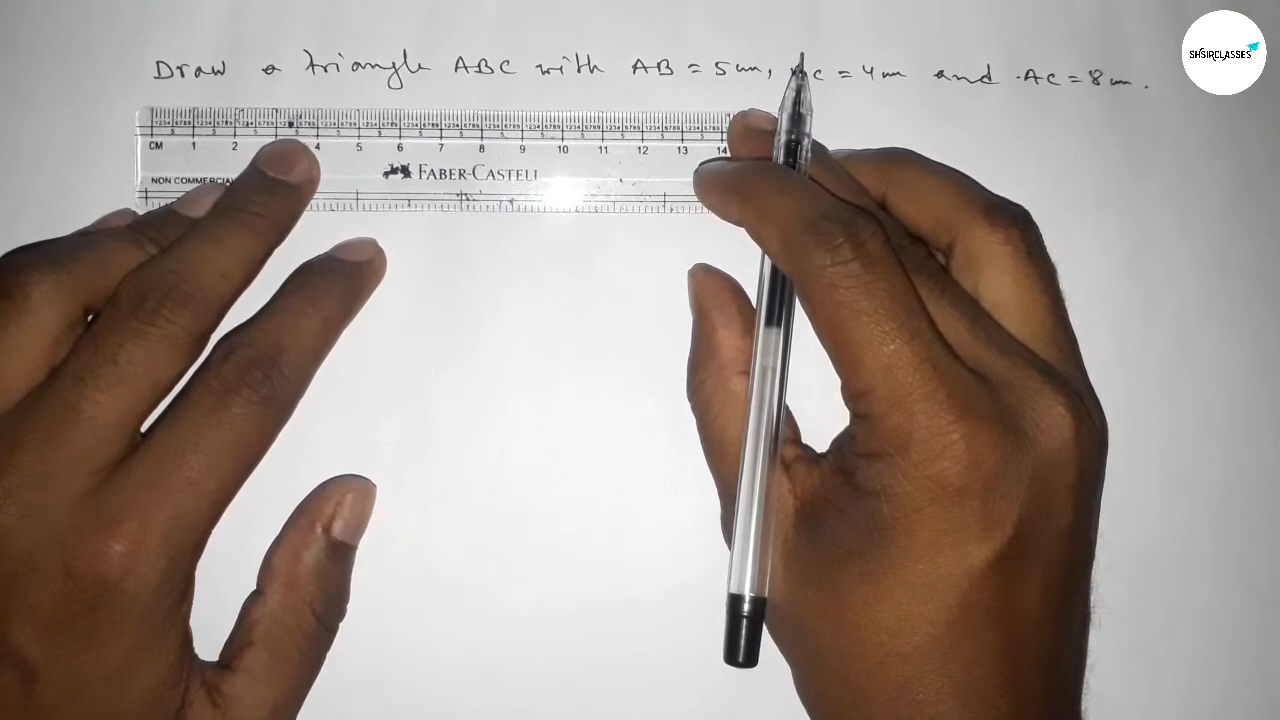 Draw a triangle ABC with AB = 5cm, C = 4cm and AC = 8cm.
SHSIRCLASSES
CM 1 2 4 5 6 7 8 9 10 11 12 13 14
FABER-CASTELL
NON COMMERCIAL